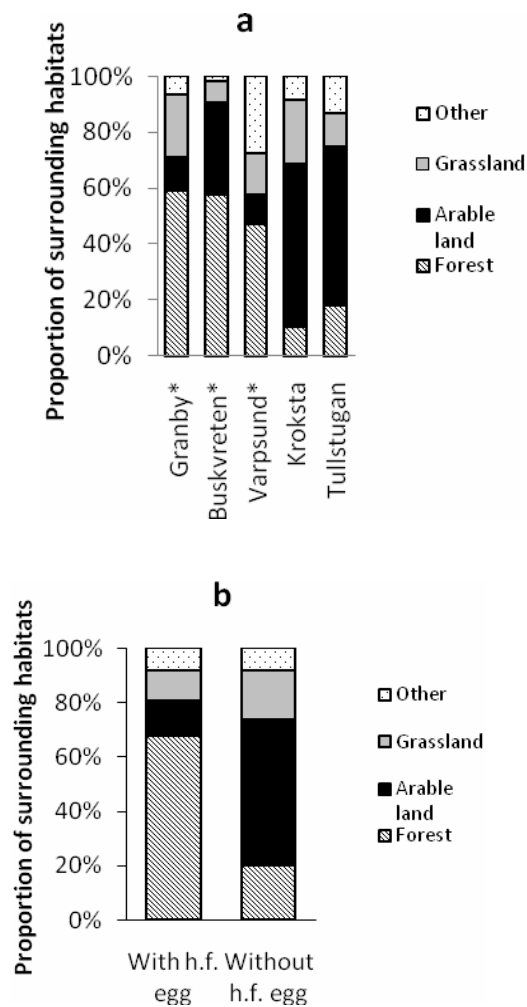 a
Proportion of surrounding habitats
100%
80%
60%
40%
20%
0%
Granby*
Buskvreten*
Varpsund*
Kroksta
Tullstugan
Other
Grassland
Arable
land
Forest
b
Proportion of surrounding habitats
100%
80%
60%
40%
20%
0%
With h.f.
egg
Without
h.f. egg
Other
Grassland
Arable
land
Forest